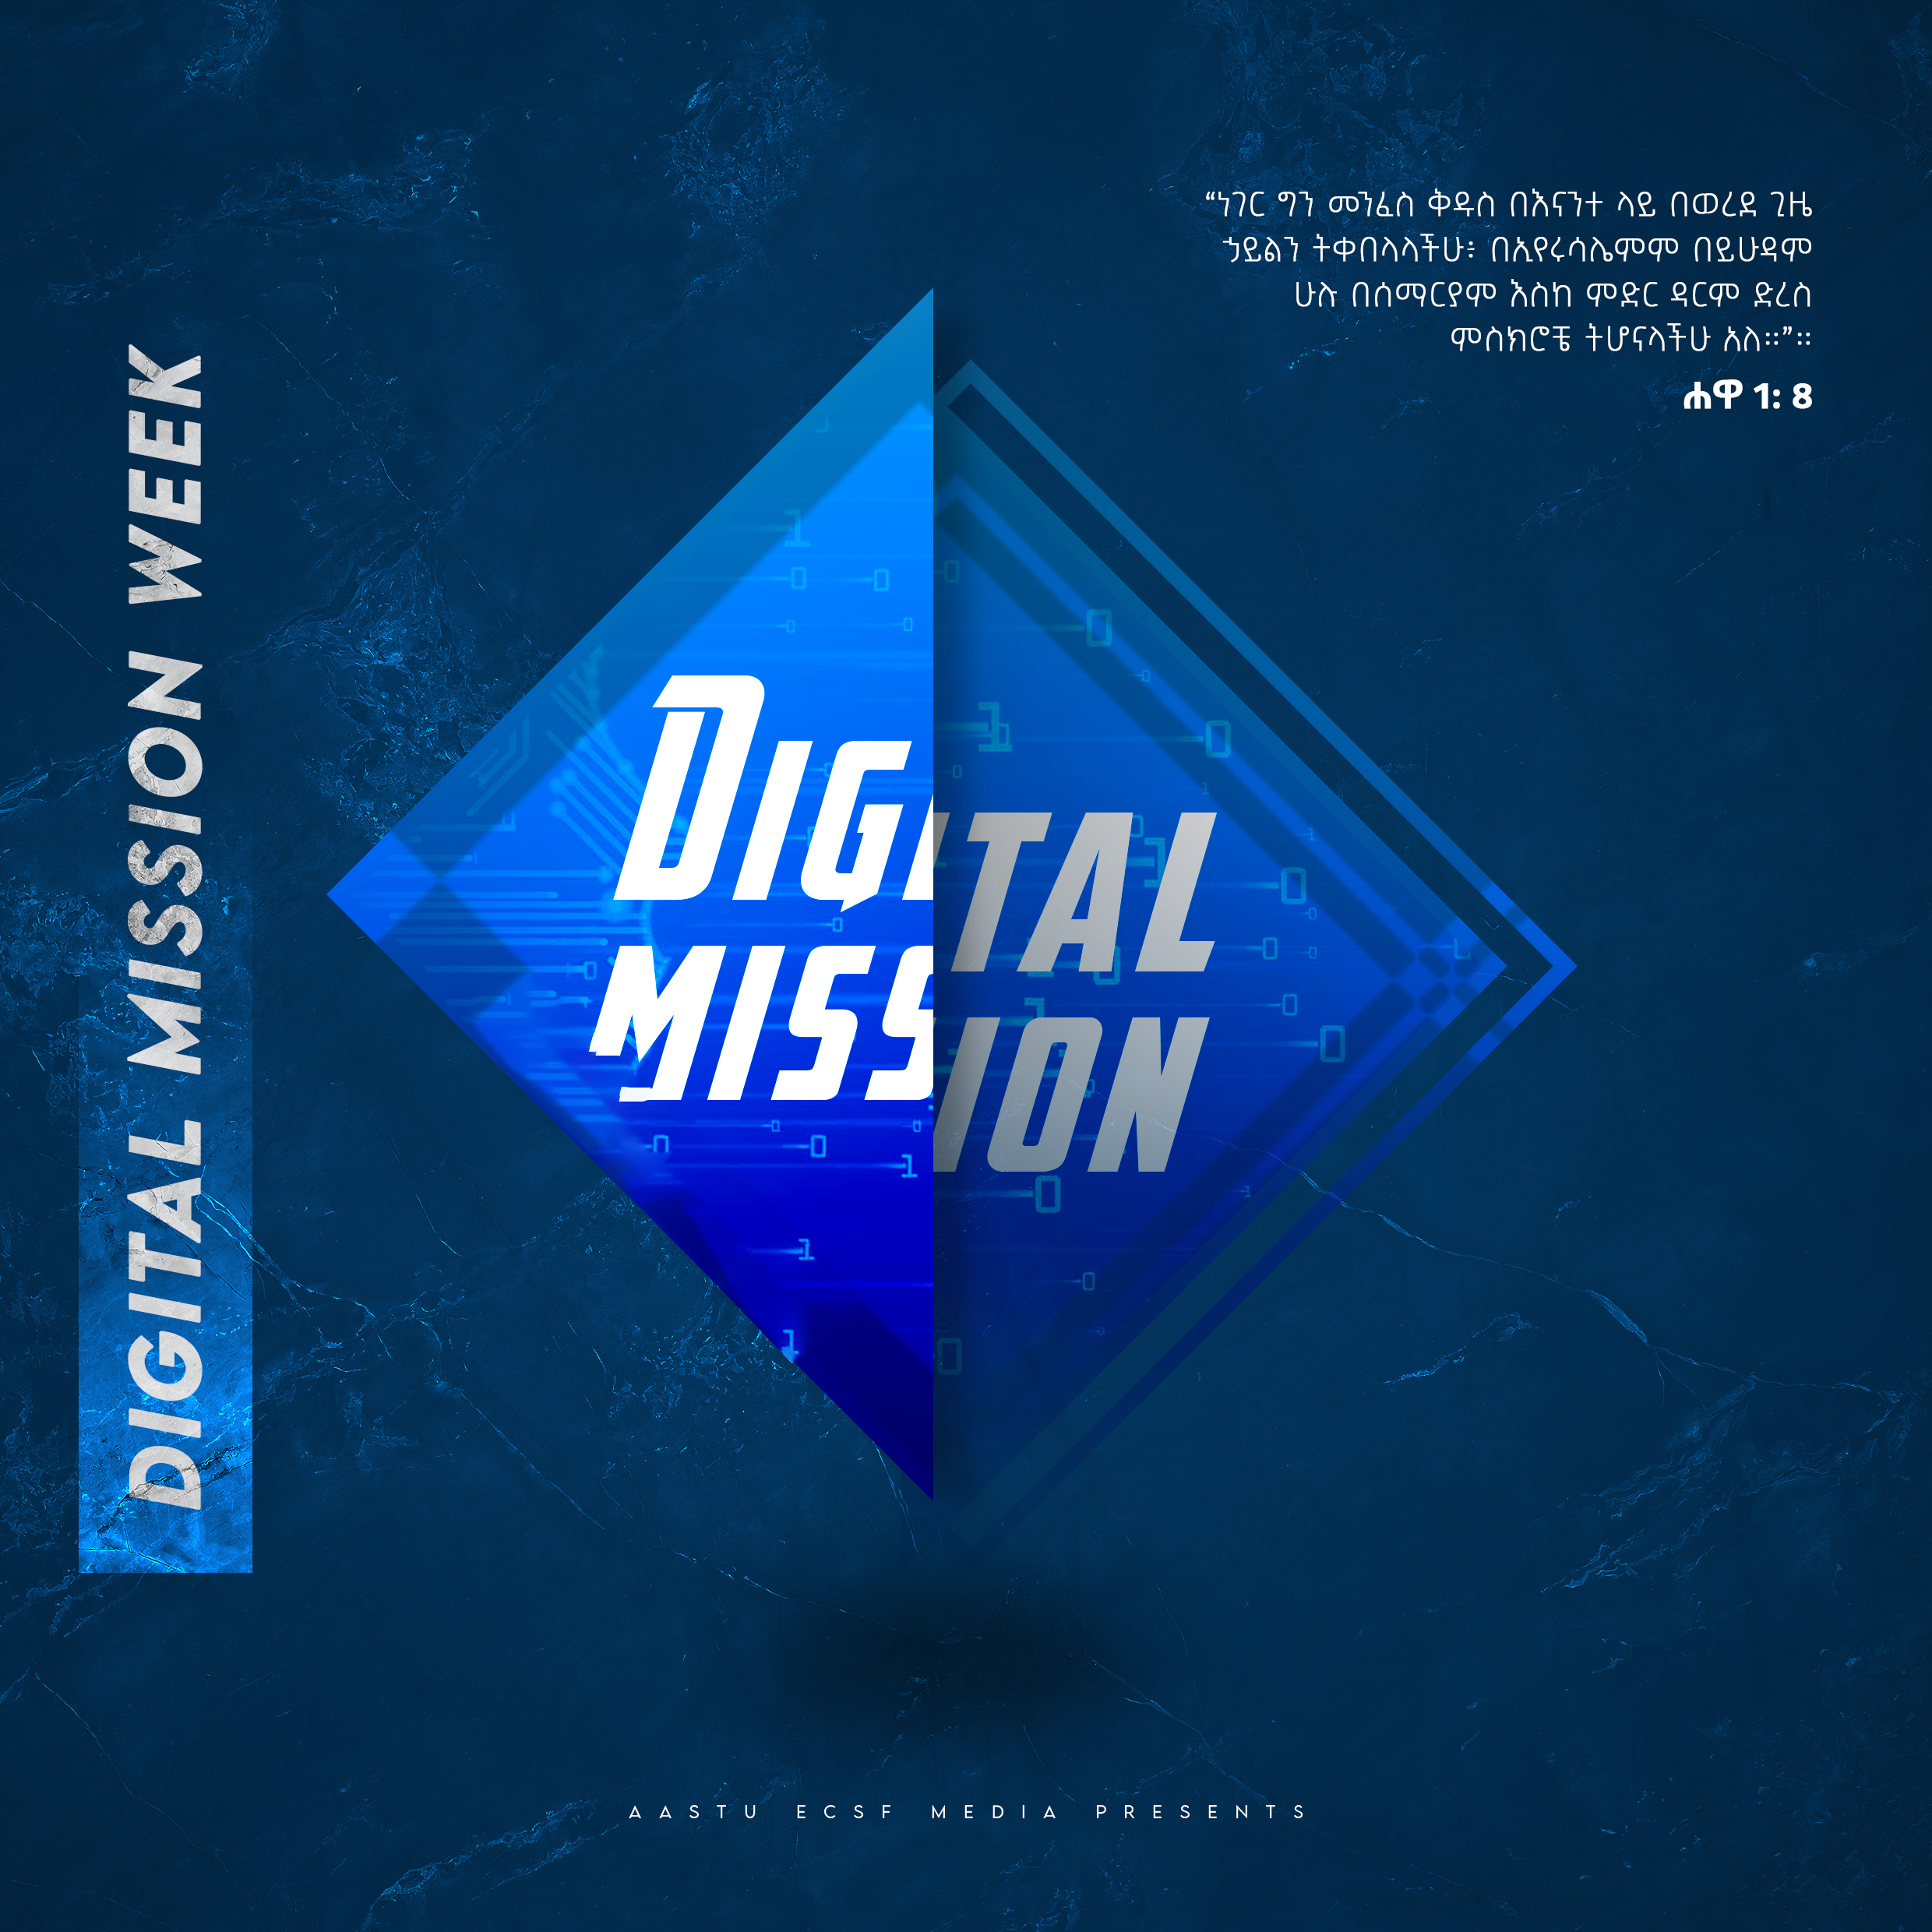 “ነገር ግን መንፈስ ቅዱስ በእናንተ ላይ በወረደ ጊዜ
ኃይልን ትቀበላላችሁ፥ በኢየሩሳሌምም በይሁዳም
ሁሉ በሰማርያም እስከ ምድር ዳርም ድረስ
ምስክሮቼ ትሆናላችሁ አለ።”።
ሐዋ 1: 8
DIGITAL MISSION WEEK
DIGITAL
MISSION
AASTU ECSF MEDIA PRESENTS